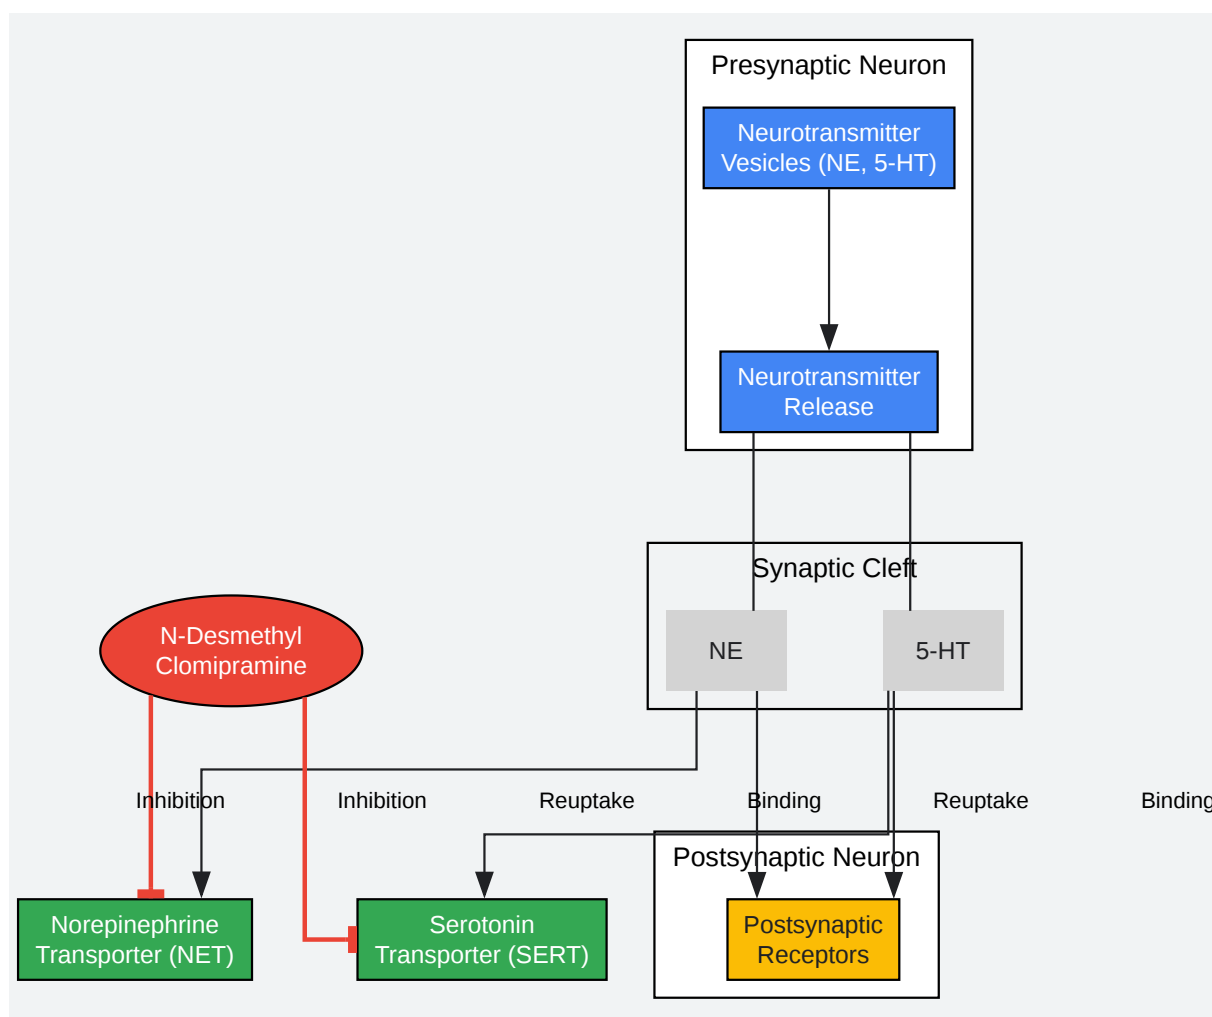 Presynaptic Neuron
Neurotransmitter
Vesicles (NE, 5-HT)
Neurotransmitter
Release
Synaptic Cleft
N-Desmethyl
Clomipramine
NE
5-HT
Inhibition
Inhibition
Reuptake
Binding
Reuptake
Binding
Postsynaptic Neuron
Norepinephrine
Transporter (NET)
Serotonin
Transporter (SERT)
Postsynaptic
Receptors